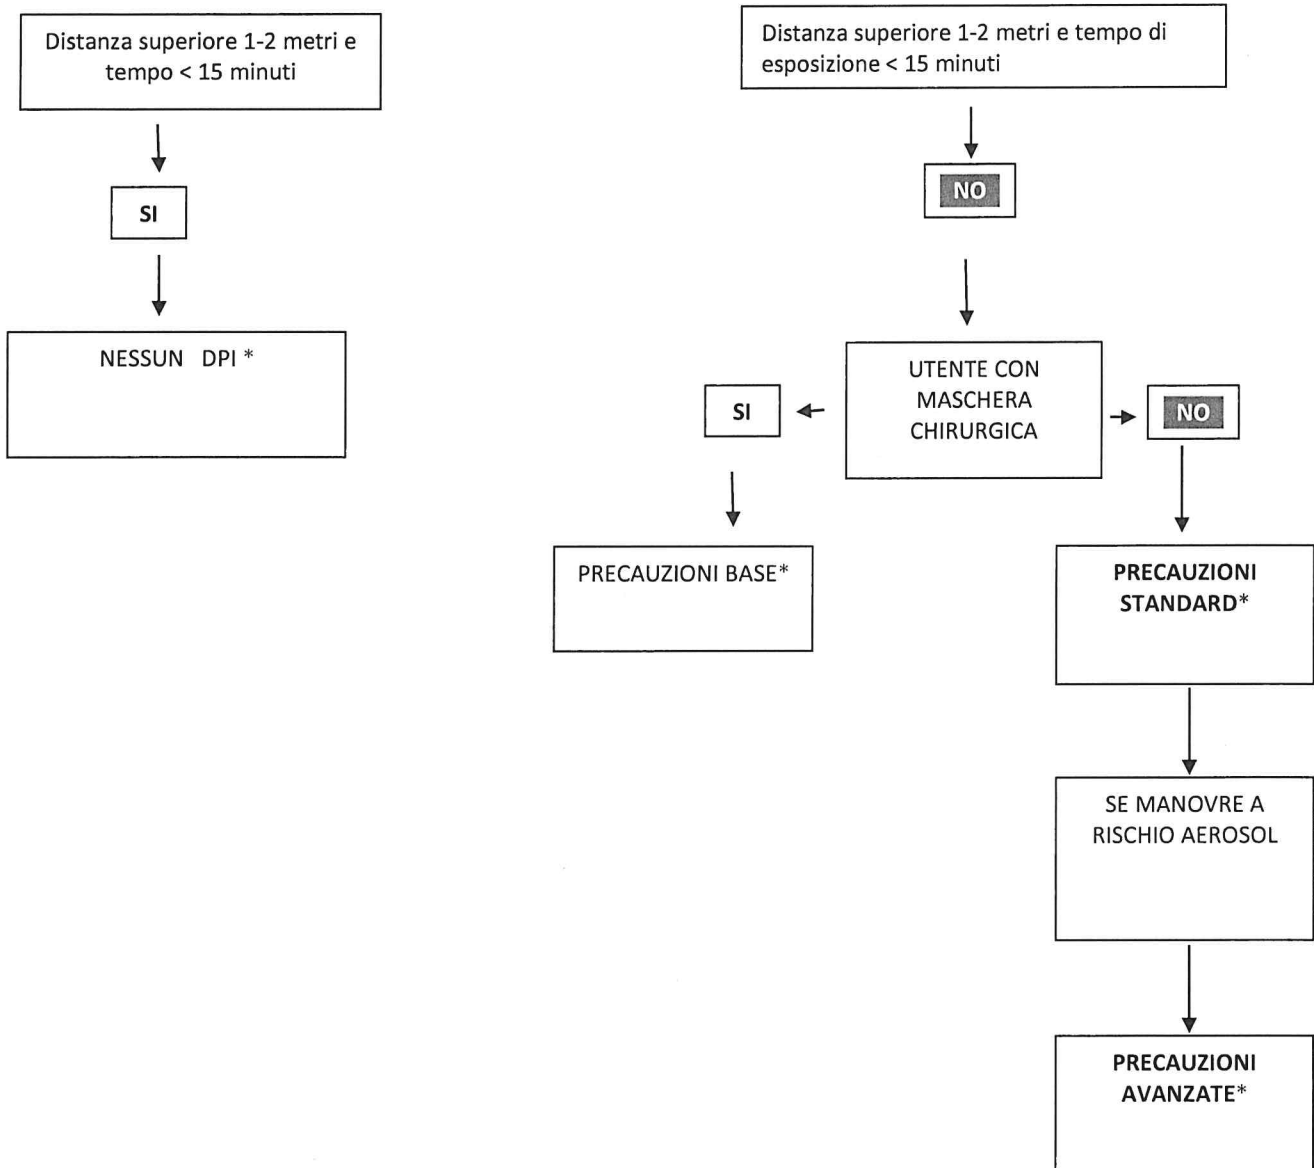 Distanza superiore 1-2 metri e
tempo < 15 minuti
SI
NESSUN DPI *
Distanza superiore 1-2 metri e tempo di
esposizione < 15 minuti
NO
UTENTE CON
MASCHERA
CHIRURGICA
SI
NO
PRECAUZIONI BASE*
PRECAUZIONI
STANDARD*
SE MANOVRE A
RISCHIO AEROSOL
PRECAUZIONI
AVANZATE*